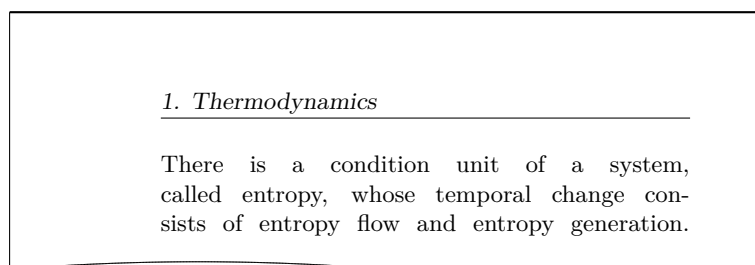 1. Thermodynamics
There is a condition unit of a system,
called entropy, whose temporal change con-
sists of entropy flow and entropy generation.